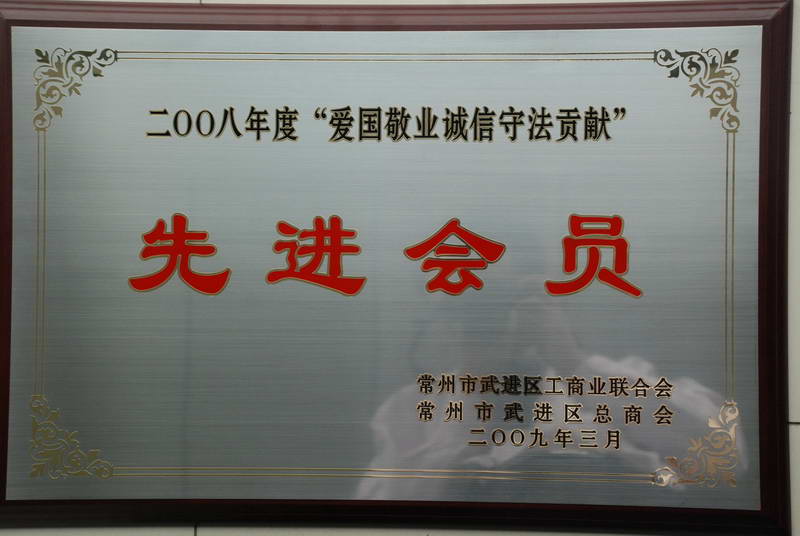 二OO八年度“爱国敬业诚信守法贡献”
先进会员
常州市武进区工商业联合会
常州市武进区总商会
二OO九年三月